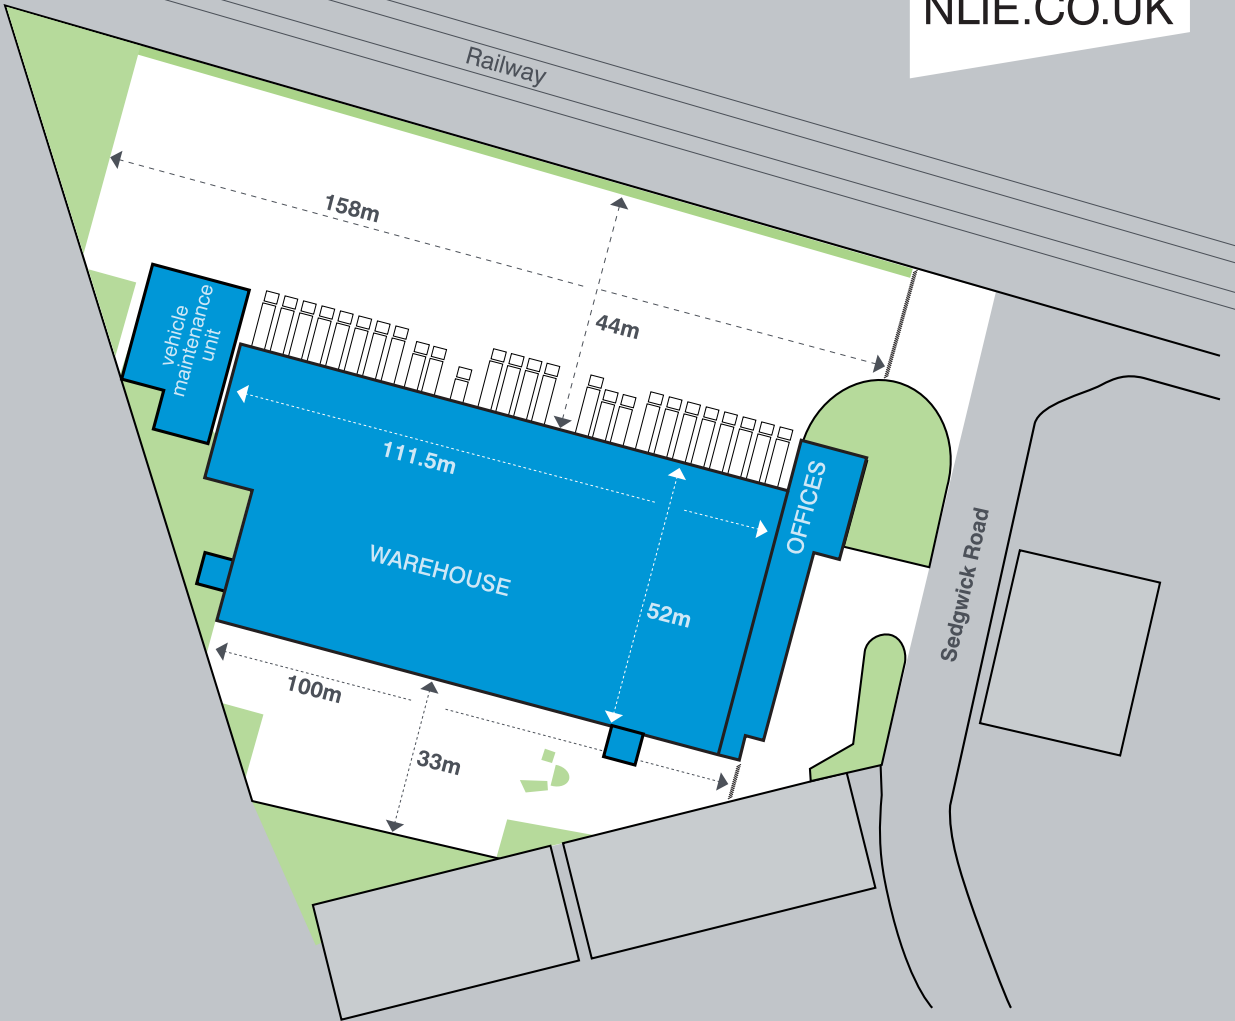 NLIE.CO.UK
Railway
158m
44m
vehicle
maintenance
unit
111.5m
OFFICES
WAREHOUSE
52m
Sedgwick Road
100m
33m